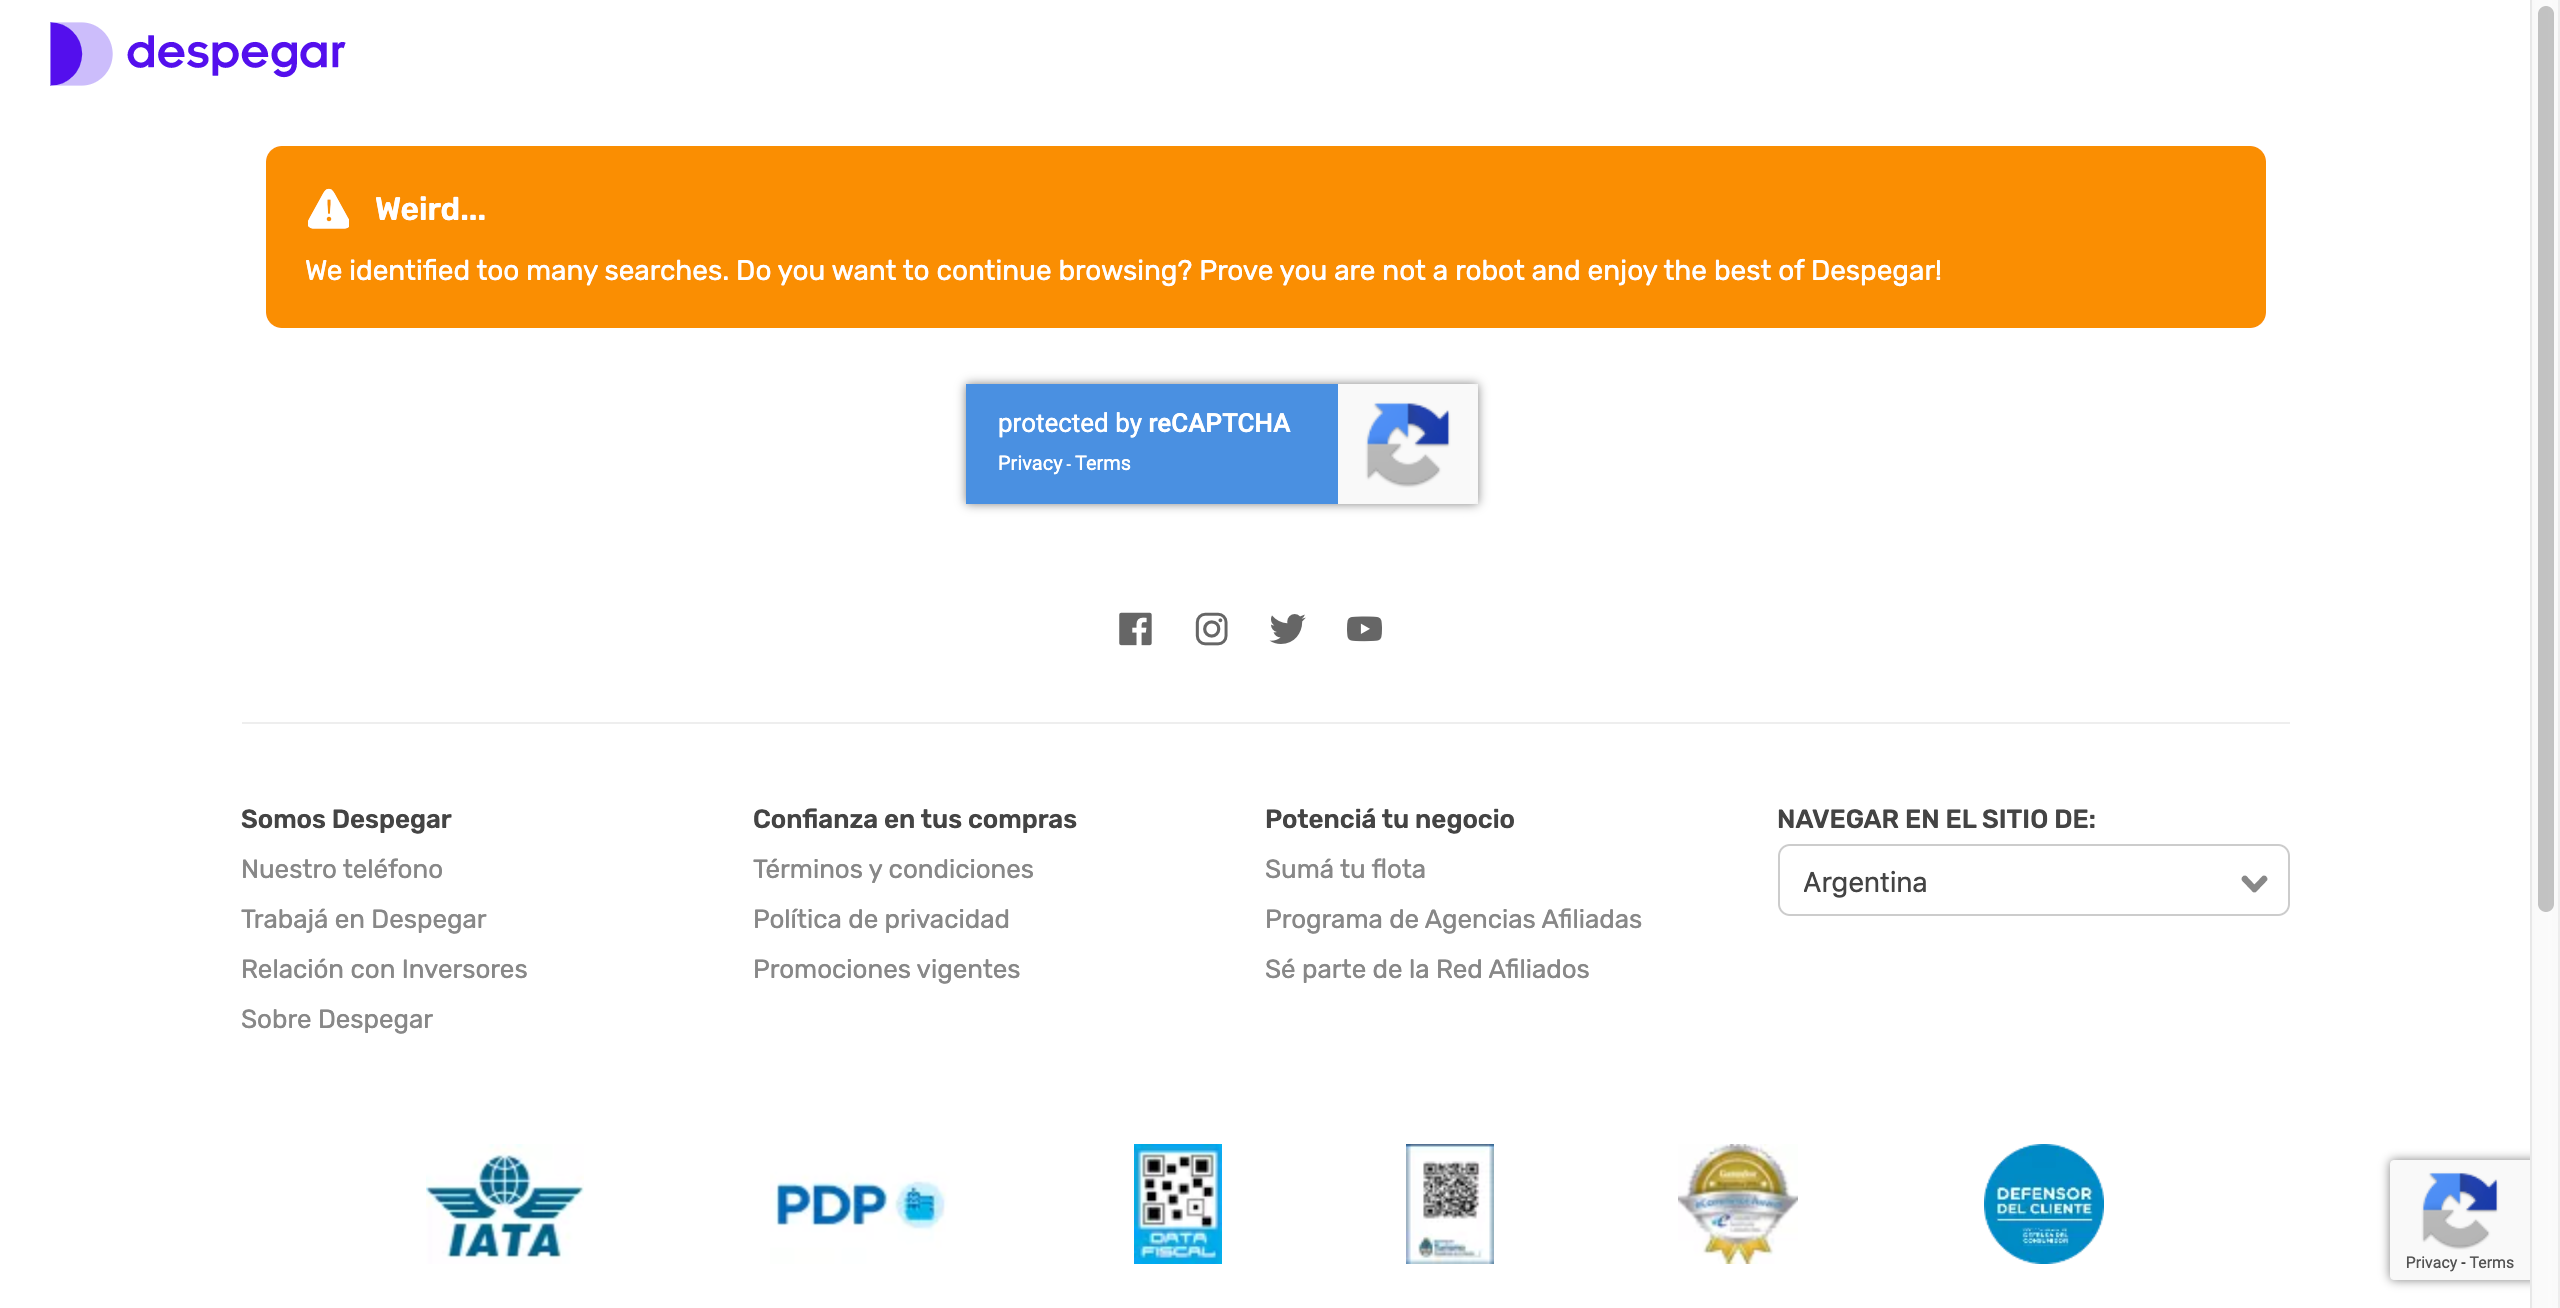 despegar
Weird...
We identified too many searches. Do you want to continue browsing? Prove you are not a robot and enjoy the best of Despegar!
protected by reCAPTCHA
Privacy - Terms
Somos Despegar
Nuestro teléfono
Trabajá en Despegar
Relación con Inversores
Sobre Despegar
Confianza en tus compras
Términos y condiciones
Política de privacidad
Promociones vigentes
Potenciá tu negocio
Sumá tu flota
Programa de Agencias Afiliadas
Sé parte de la Red Afiliados
NAVEGAR EN EL SITIO DE:
Argentina
IATA
PDP
DATA
FISCAL
Turismo
eCommerce Award
DEFENSOR
DEL CLIENTE
Privacy - Terms